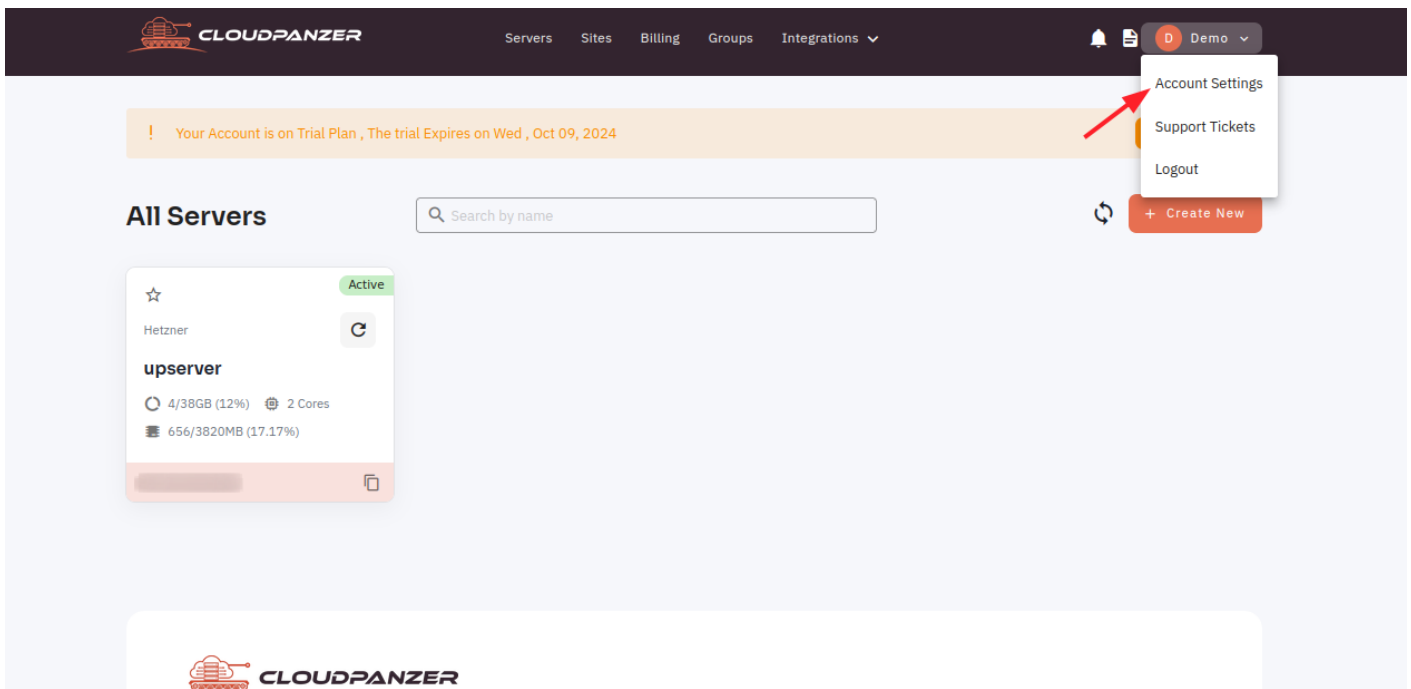 CLOUDPANZER
Servers Sites Billing Groups Integrations
D Demo
Account Settings
Support Tickets
Logout
! Your Account is on Trial Plan , The trial Expires on Wed , Oct 09, 2024
All Servers
Search by name
+ Create New
Active
Hetzner
upserver
4/38GB (12%) 2 Cores
656/3820MB (17.17%)
CLOUDPANZER